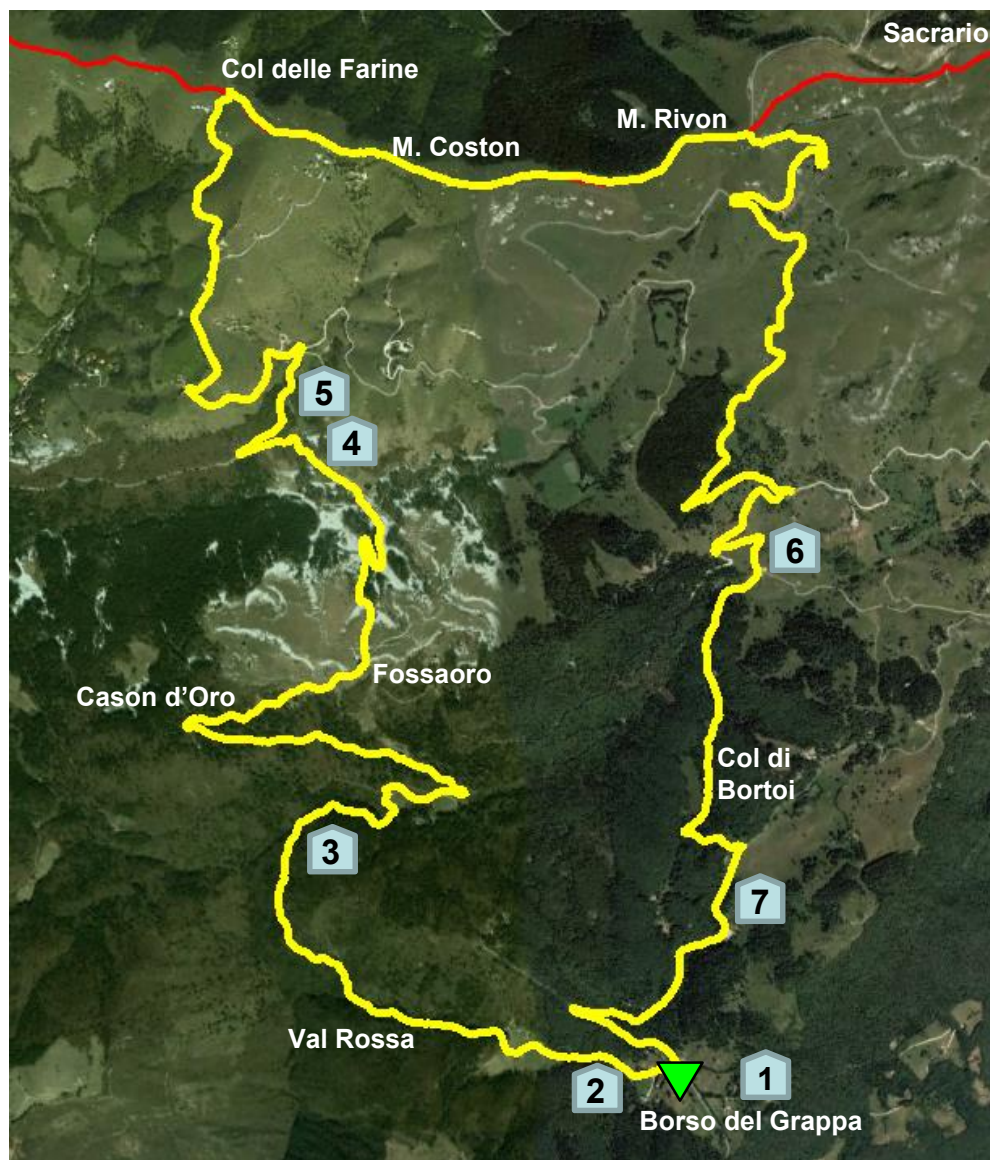 Sacrario
Col delle Farine
M. Rivon
M. Coston
5
4
6
Fossaoro
Cason d’Oro
Col di
Bortoi
3
7
Val Rossa
1
2
Borso del Grappa